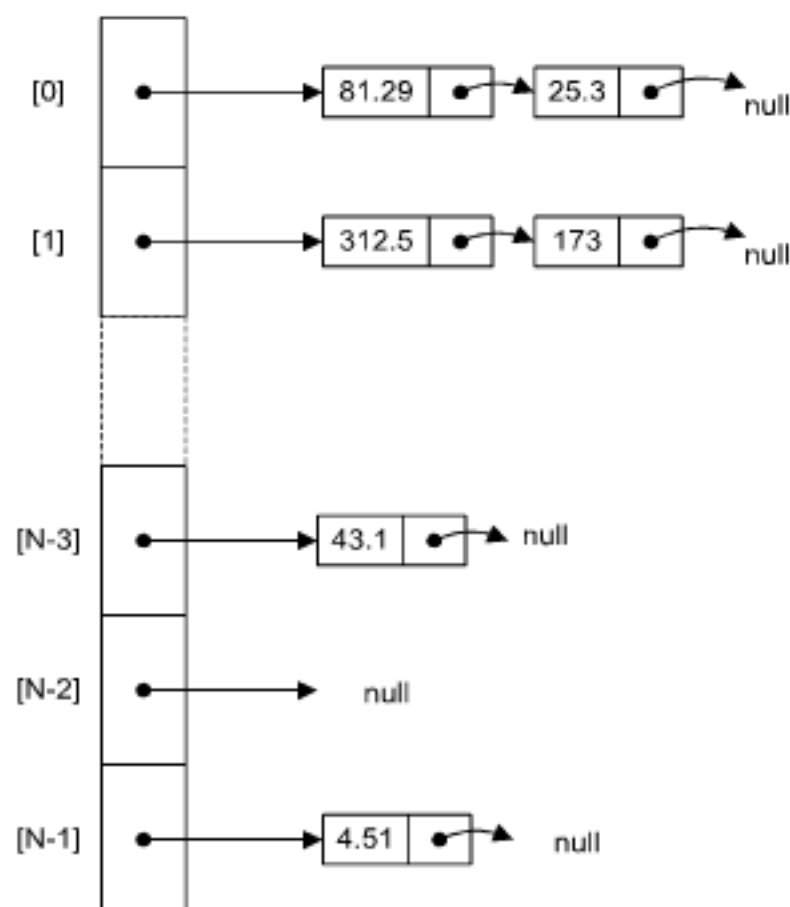 [0] 81.29 25.3 null
[1] 312.5 173 null
[N-3] 43.1 null
[N-2] null
[N-1] 4.51 null